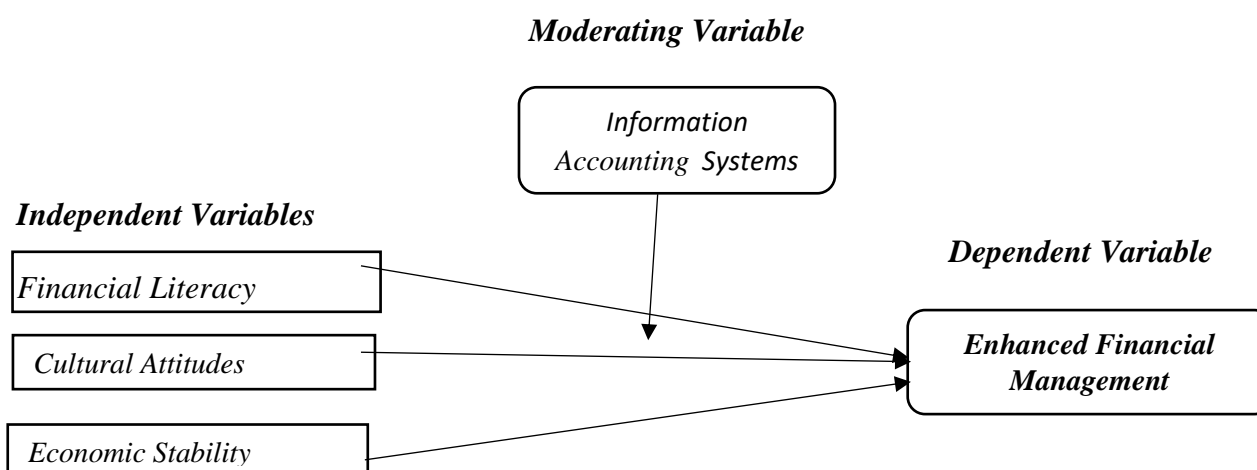 Moderating Variable
Information
Accounting Systems
Independent Variables
Financial Literacy
Cultural Attitudes
Economic Stability
Dependent Variable
Enhanced Financial
Management